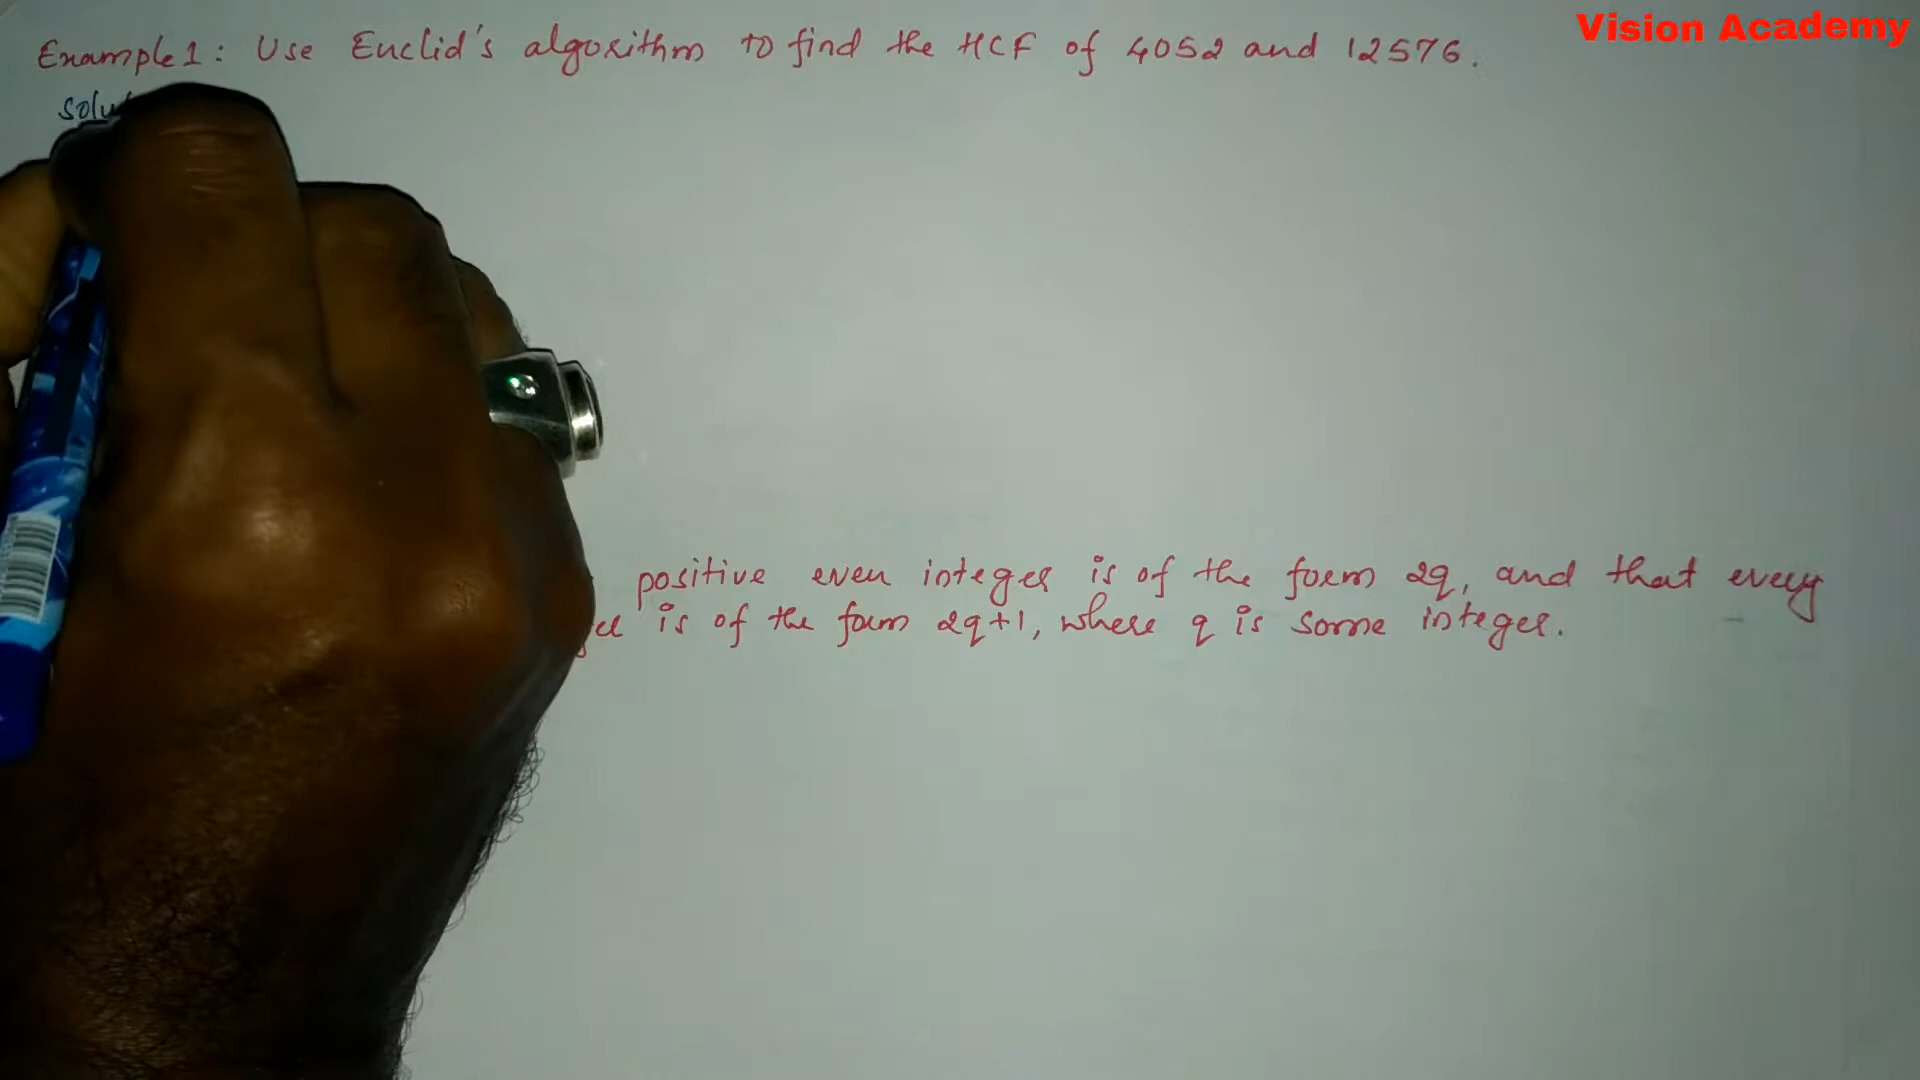 Vision Academy
Example 1: Use Euclid's algorithm to find the HCF of 4052 and 12576.
positive even integer is of the form 2q, and that every
is of the form 2q+1, where q is some integer.